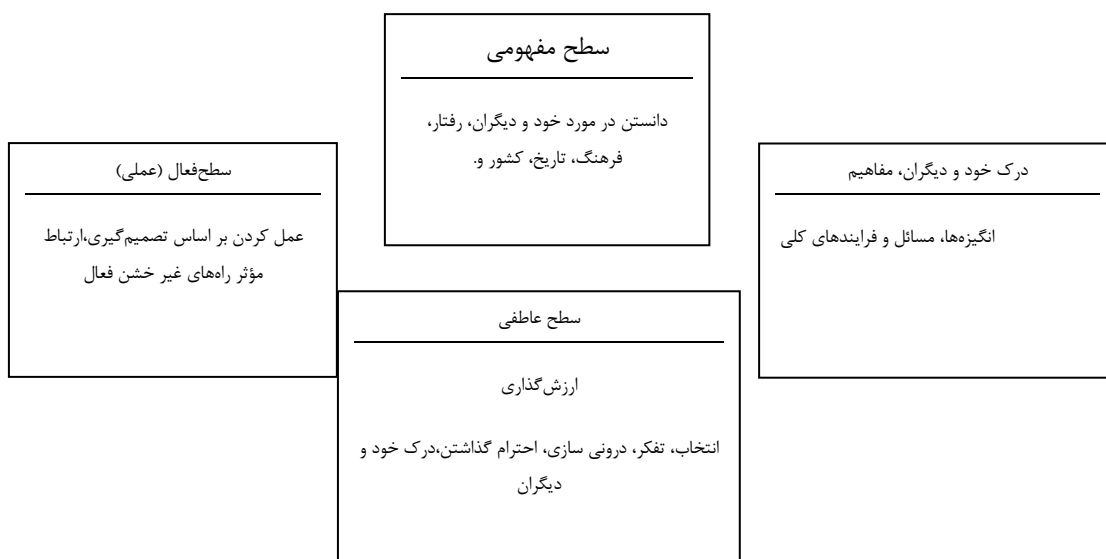 سطح مفهومی
دانستن در مورد خود و دیگران، رفتار،
فرهنگ، تاریخ، کشور و.
درک خود و دیگران، مفاهیم
انگیزه‌ها، مسائل و فرایندهای کلی
سطح‌فعال (عملی)
عمل کردن بر اساس تصمیم‌گیری،ارتباط
مؤثر راه‌های غیر خشن فعال
سطح عاطفی
ارزش‌گذاری
انتخاب، تفکر، درونی سازی، احترام گذاشتن،درک خود و
دیگران